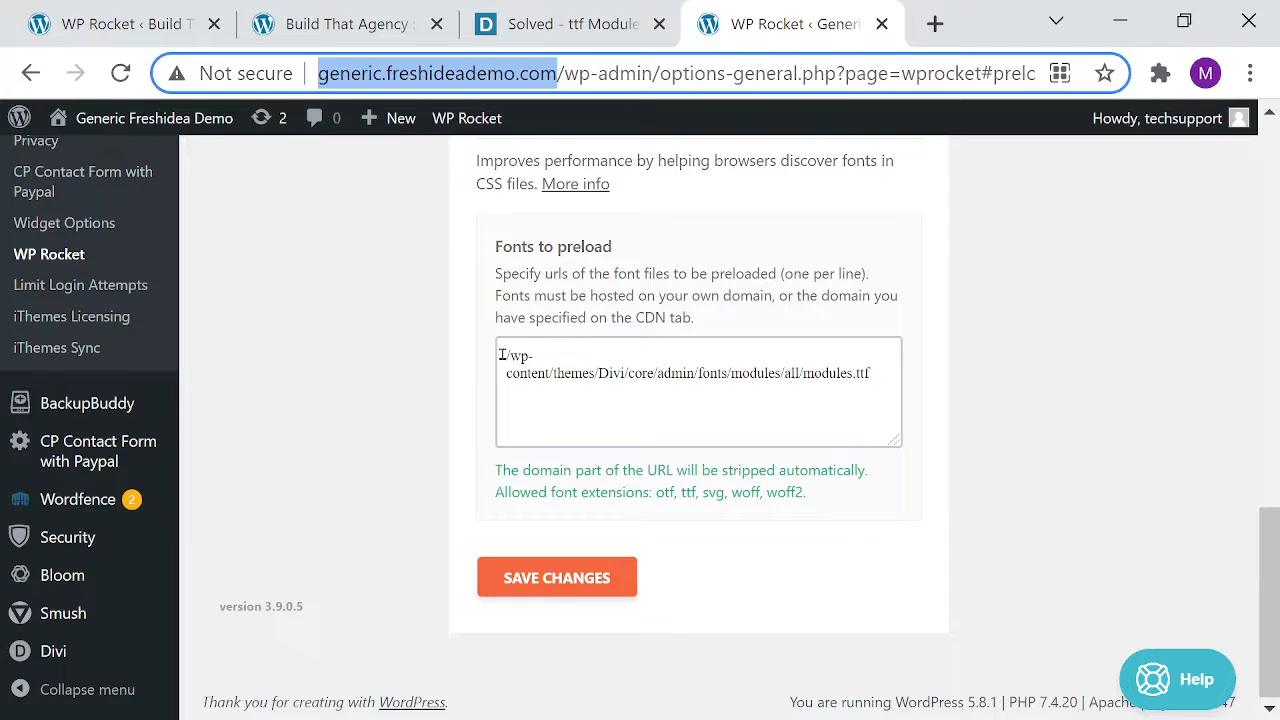 WP Rocket ‹ Build T
Build That Agency :
Solved - ttf Module
WP Rocket ‹ Generi
Not secure
generic.freshideademo.com/wp-admin/options-general.php?page=wprocket#prelc
M
Generic Freshidea Demo
2
0
New
WP Rocket
Howdy, techsupport
Privacy
CP Contact Form with
Paypal
Widget Options
WP Rocket
Limit Login Attempts
iThemes Licensing
iThemes Sync
BackupBuddy
CP Contact Form
with Paypal
Wordfence 2
Security
Bloom
Smush
Divi
Collapse menu
Improves performance by helping browsers discover fonts in
CSS files. More info
Fonts to preload
Specify urls of the font files to be preloaded (one per line).
Fonts must be hosted on your own domain, or the domain you
have specified on the CDN tab.
/wp-
content/themes/Divi/core/admin/fonts/modules/all/modules.ttf
The domain part of the URL will be stripped automatically.
Allowed font extensions: otf, ttf, svg, woff, woff2.
SAVE CHANGES
version 3.9.0.5
Help
Thank you for creating with WordPress.
You are running WordPress 5.8.1 | PHP 7.4.20 | Apach 47